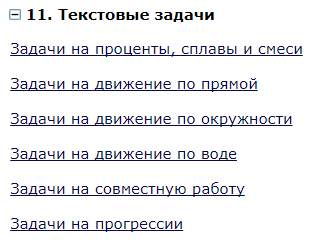 11. Текстовые задачи
Задачи на проценты, сплавы и смеси
Задачи на движение по прямой
Задачи на движение по окружности
Задачи на движение по воде
Задачи на совместную работу
Задачи на прогрессии